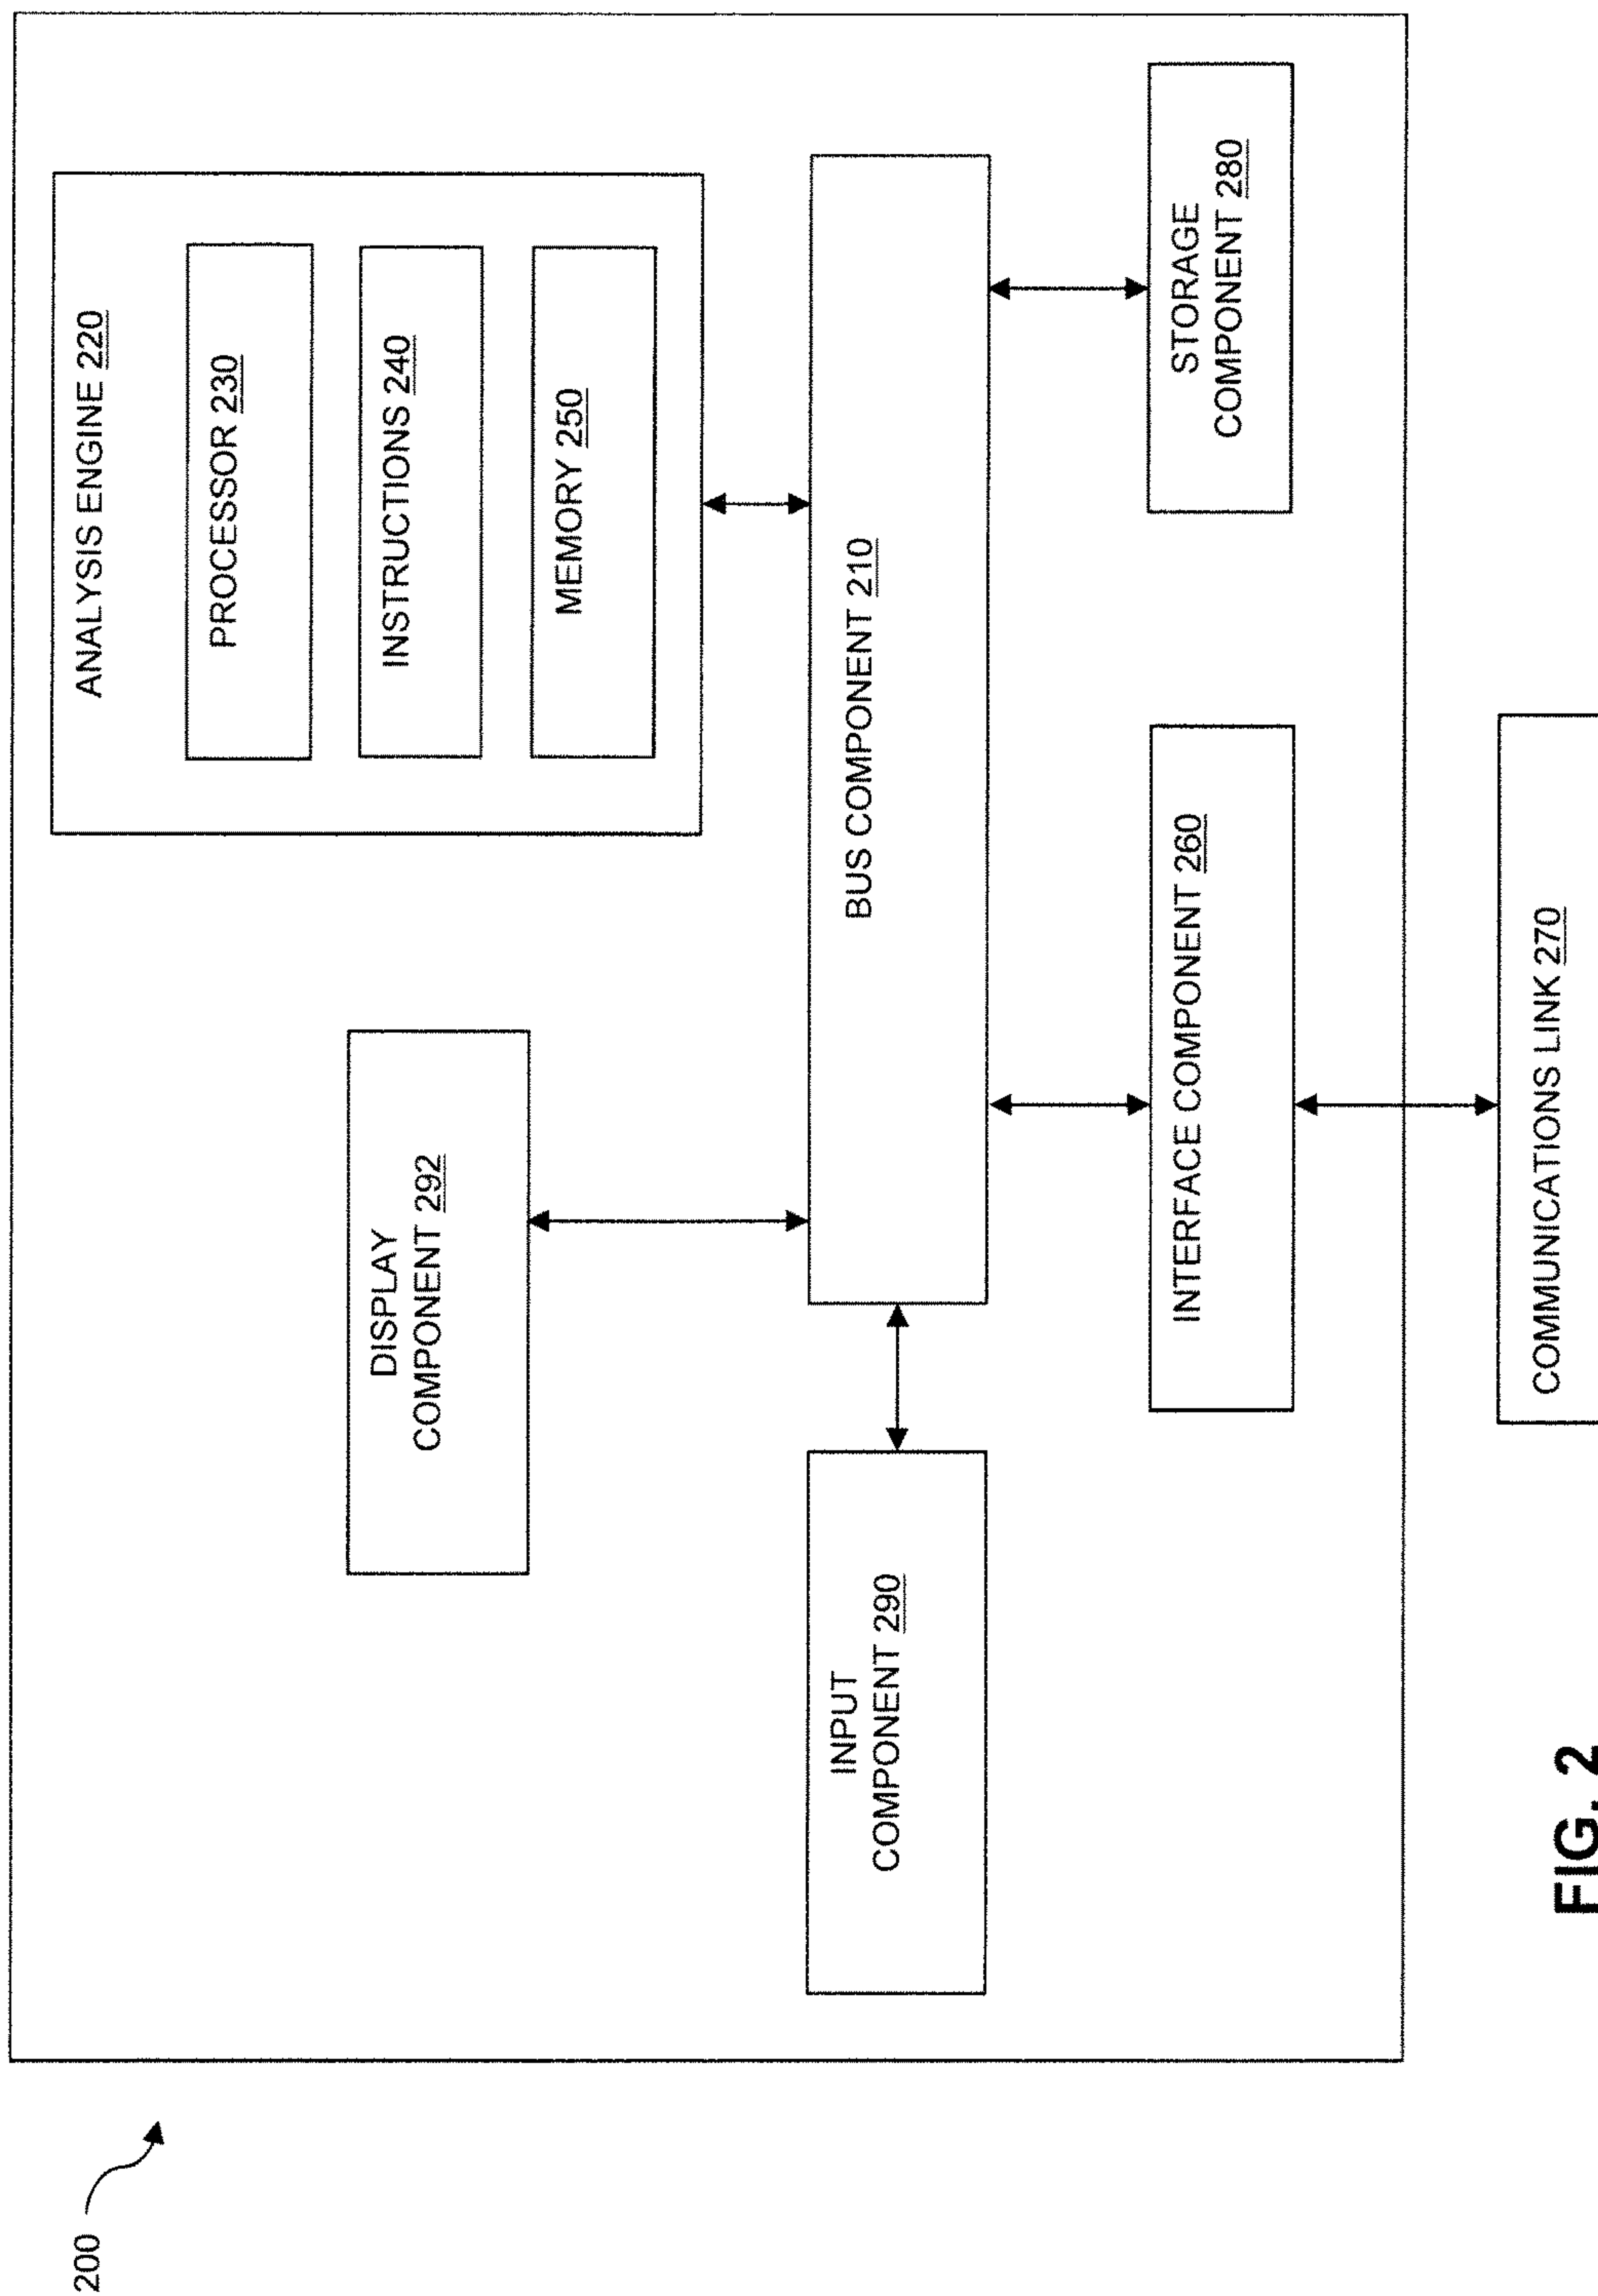 200
ANALYSIS ENGINE 220
PROCESSOR 230
INSTRUCTIONS 240
MEMORY 250
DISPLAY
COMPONENT 292
BUS COMPONENT 210
INPUT
COMPONENT 290
INTERFACE COMPONENT 260
STORAGE
COMPONENT 280
COMMUNICATIONS LINK 270
FIG. 2